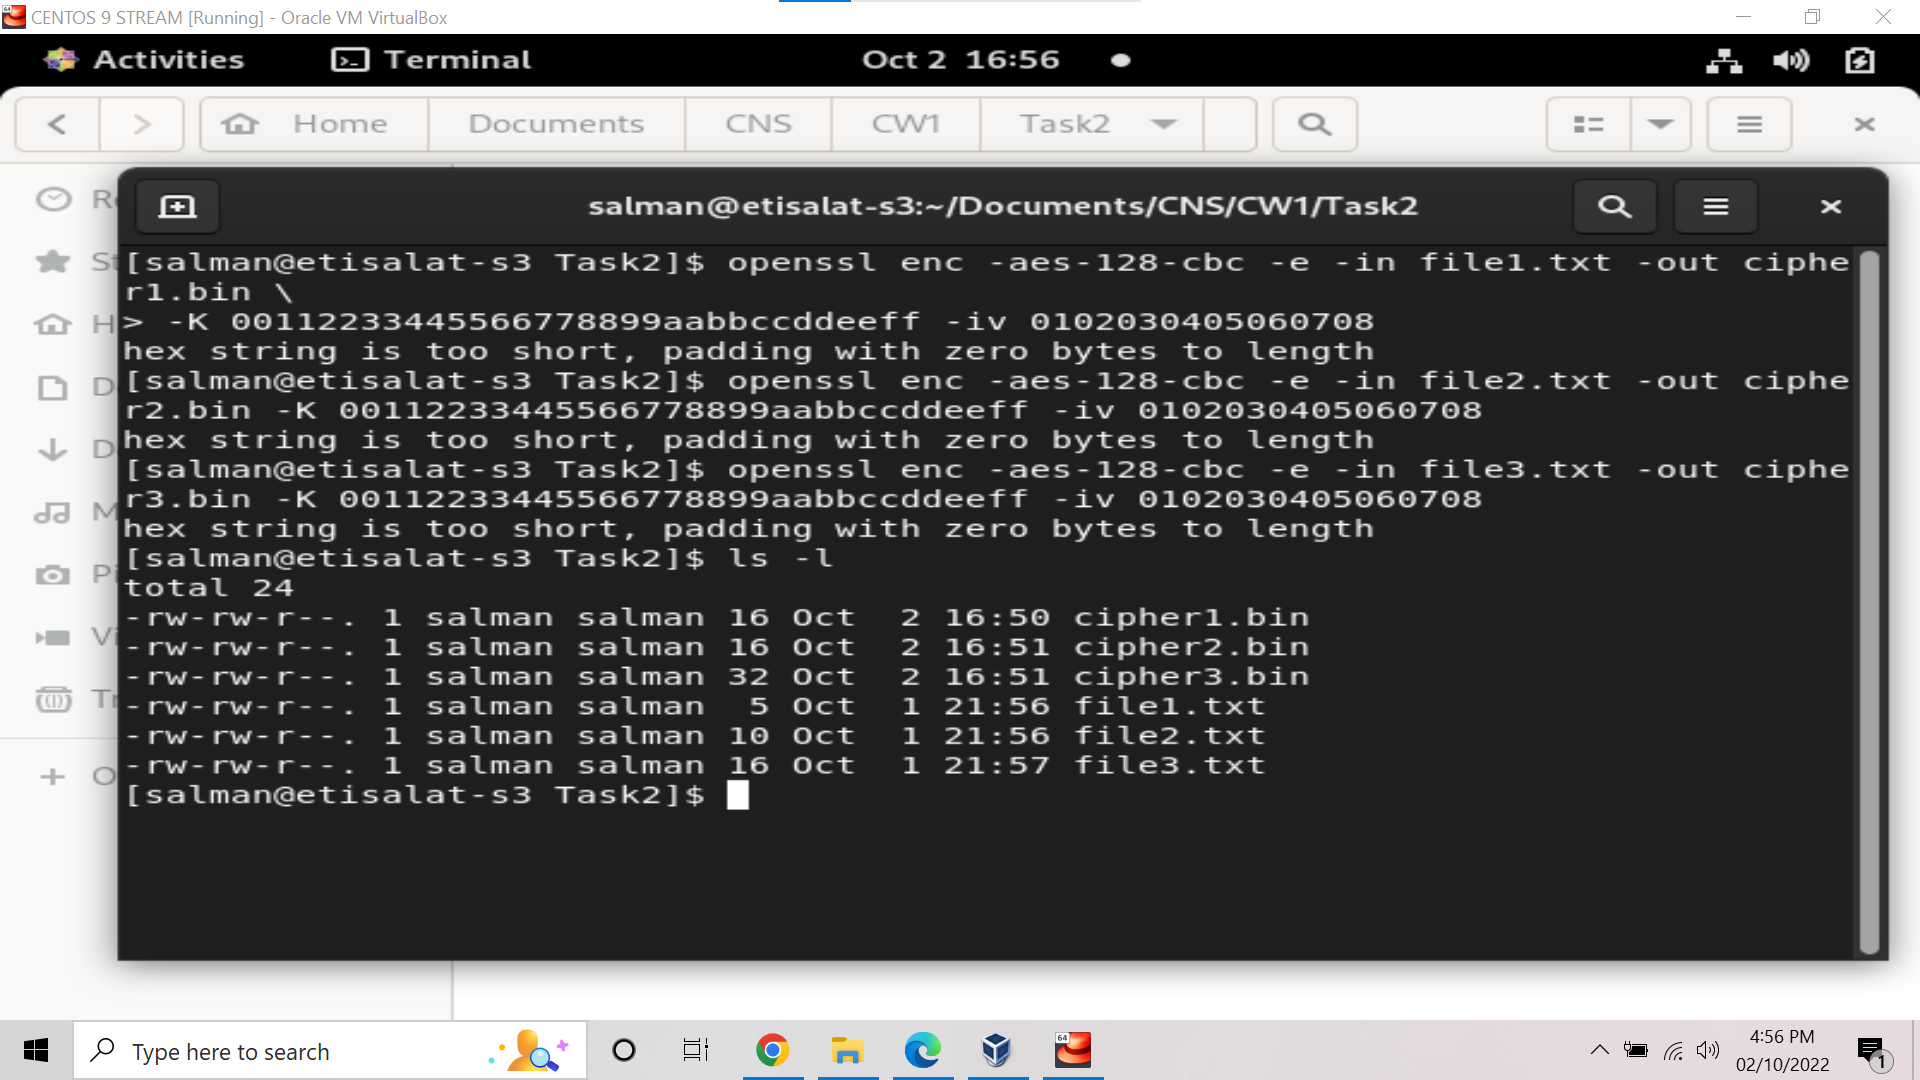 CENTOS 9 STREAM [Running] - Oracle VM VirtualBox
Activities
Terminal
Oct 2 16:56
Home
Documents
CNS
CW1
Task2
salman@etisalat-s3:~/Documents/CNS/CW1/Task2
[salman@etisalat-s3 Task2]$ openssl enc -aes-128-cbc -e -in file1.txt -out ciphe
r1.bin \
> -K 00112233445566778899aabbccddeeff -iv 0102030405060708
hex string is too short, padding with zero bytes to length
[salman@etisalat-s3 Task2]$ openssl enc -aes-128-cbc -e -in file2.txt -out ciphe
r2.bin -K 00112233445566778899aabbccddeeff -iv 0102030405060708
hex string is too short, padding with zero bytes to length
[salman@etisalat-s3 Task2]$ openssl enc -aes-128-cbc -e -in file3.txt -out ciphe
r3.bin -K 00112233445566778899aabbccddeeff -iv 0102030405060708
hex string is too short, padding with zero bytes to length
[salman@etisalat-s3 Task2]$ ls -l
total 24
-rw-rw-r--. 1 salman salman 16 Oct  2 16:50 cipher1.bin
-rw-rw-r--. 1 salman salman 16 Oct  2 16:51 cipher2.bin
-rw-rw-r--. 1 salman salman 32 Oct  2 16:51 cipher3.bin
-rw-rw-r--. 1 salman salman  5 Oct  1 21:56 file1.txt
-rw-rw-r--. 1 salman salman 10 Oct  1 21:56 file2.txt
-rw-rw-r--. 1 salman salman 16 Oct  1 21:57 file3.txt
[salman@etisalat-s3 Task2]$
Type here to search
64
4:56 PM
02/10/2022
1